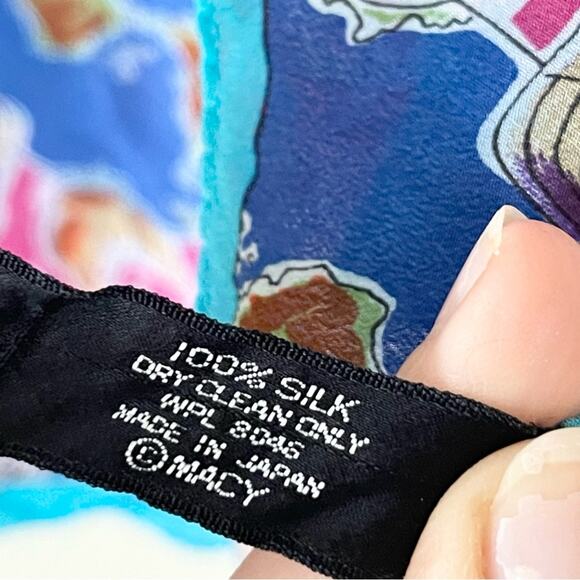 100% SILK
DRY CLEAN ONLY
WPL 8046
MADE IN JAPAN
©MACY